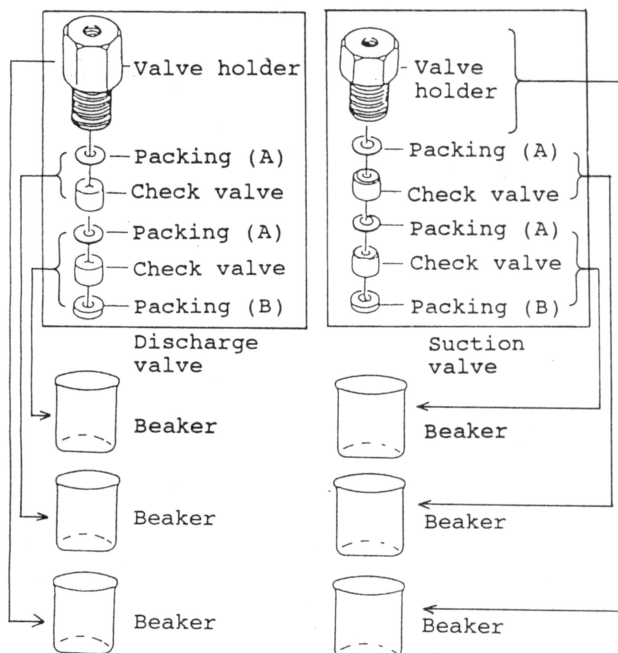 Valve holder
Packing (A)
Check valve
Packing (A)
Check valve
Packing (B)
Discharge
valve
Valve
holder
Packing (A)
Check valve
Packing (A)
Check valve
Packing (B)
Suction
valve
Beaker
Beaker
Beaker
Beaker
Beaker
Beaker